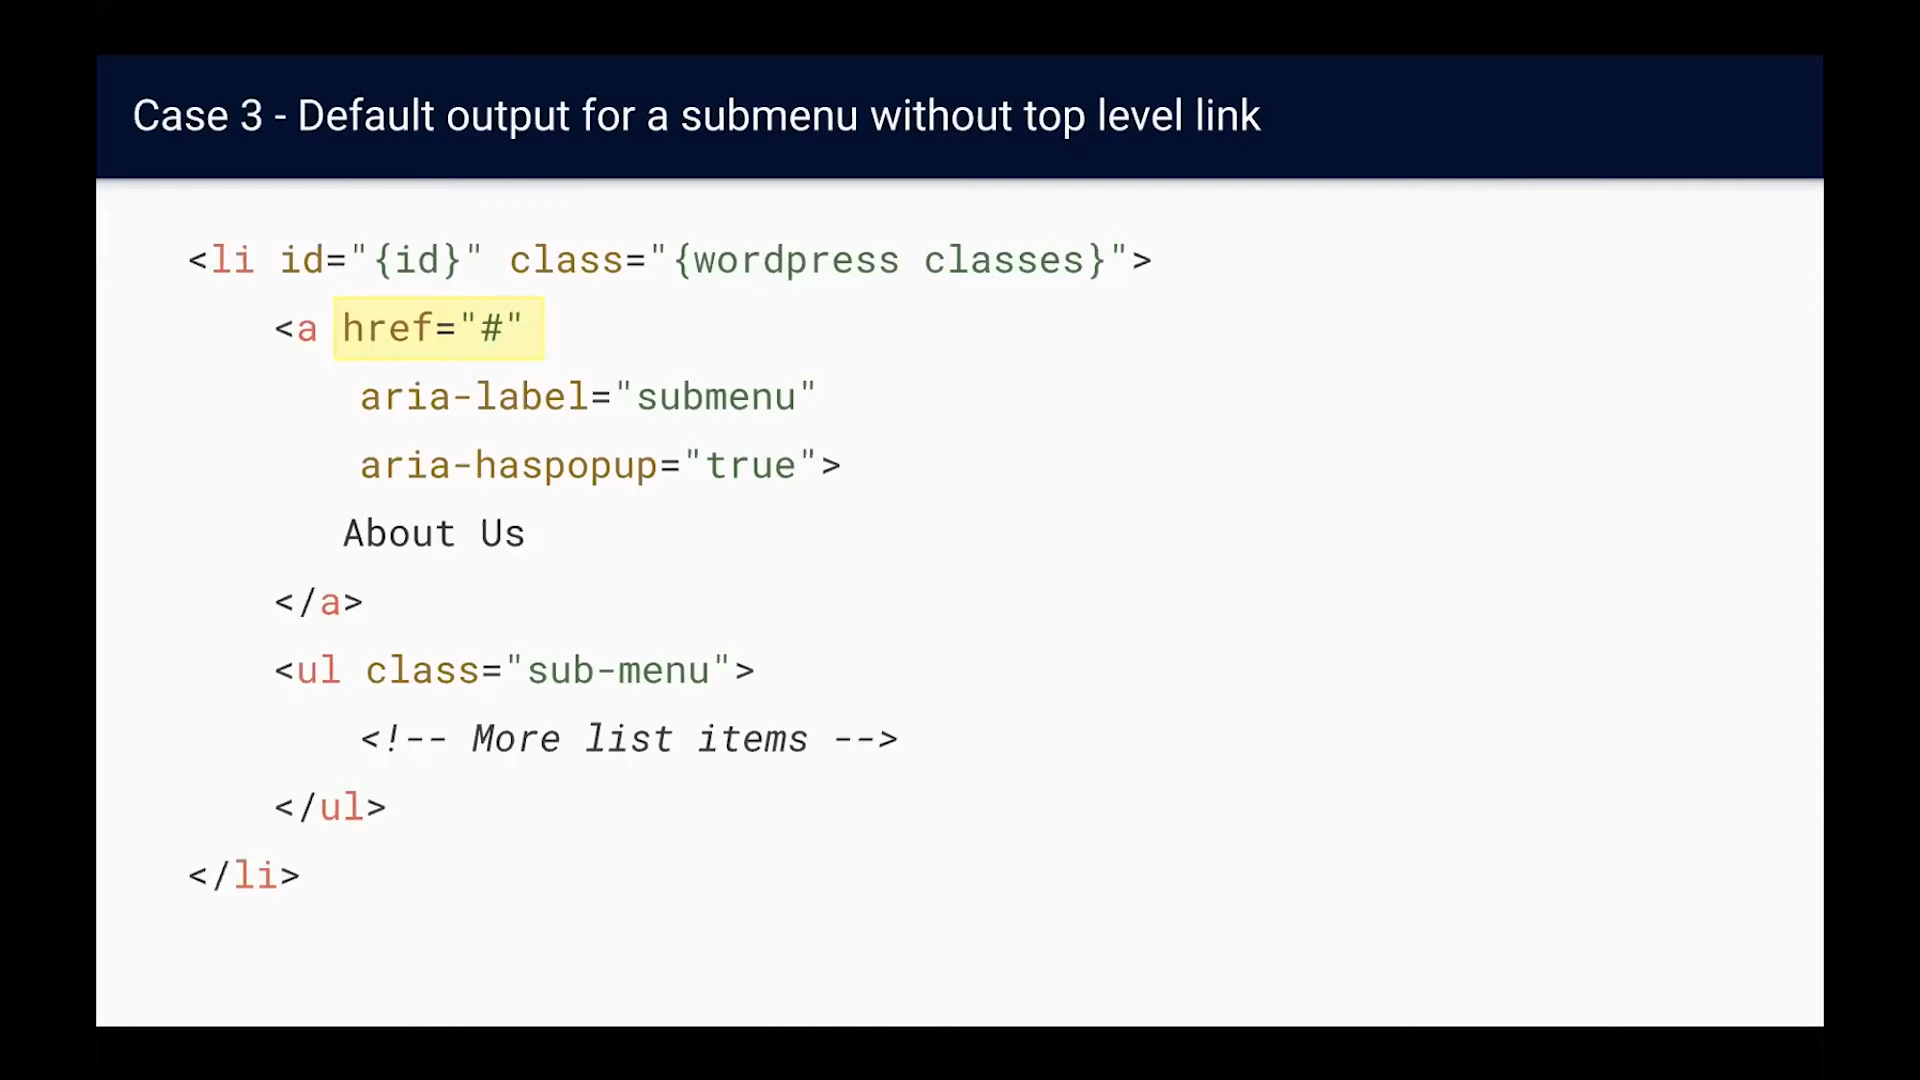 Case 3 - Default output for a submenu without top level link
<li id="{id}" class="{wordpress classes}">
<a href="#"
aria-label="submenu"
aria-haspopup="true">
About Us
</a>
<ul class="sub-menu">
<!-- More list items -->
</ul>
</li>